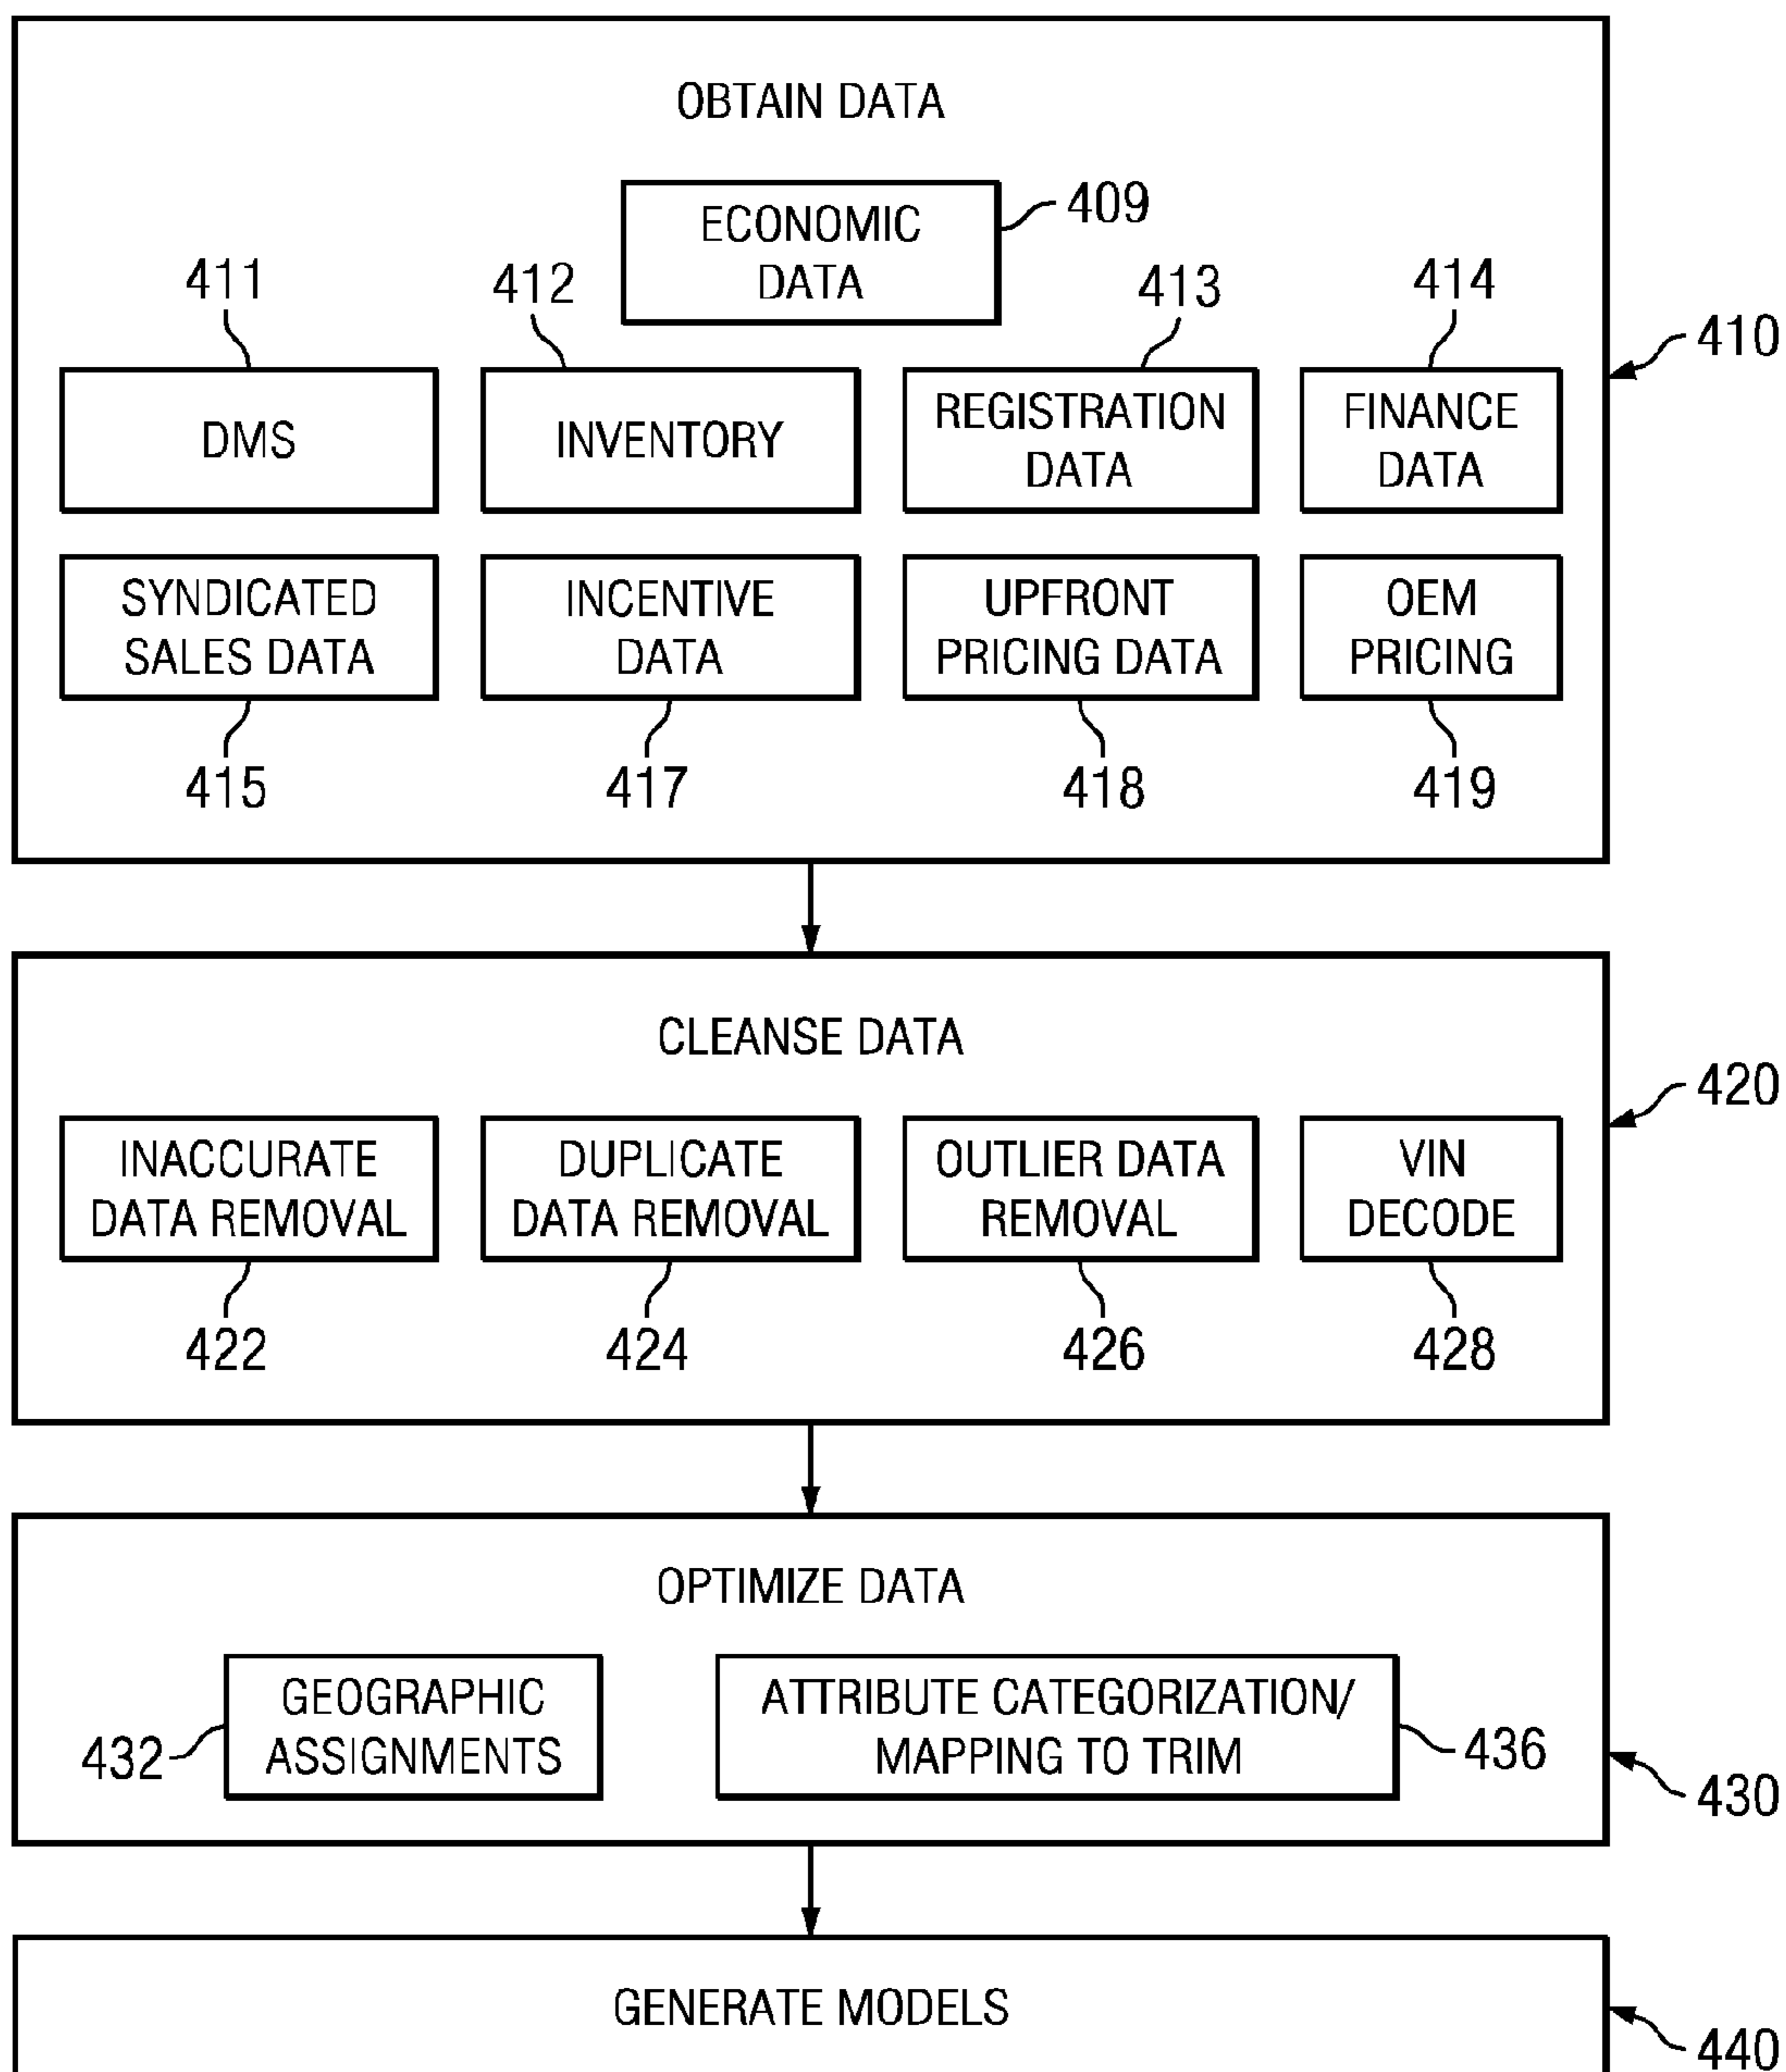 OBTAIN DATA
ECONOMIC
DATA
409
411
412
413
414
410
DMS
INVENTORY
REGISTRATION
DATA
FINANCE
DATA
SYNDICATED
SALES DATA
INCENTIVE
DATA
UPFRONT
PRICING DATA
OEM
PRICING
415
417
418
419
CLEANSE DATA
420
INACCURATE
DATA REMOVAL
DUPLICATE
DATA REMOVAL
OUTLIER DATA
REMOVAL
VIN
DECODE
422
424
426
428
OPTIMIZE DATA
432
GEOGRAPHIC
ASSIGNMENTS
ATTRIBUTE CATEGORIZATION/
MAPPING TO TRIM
436
430
GENERATE MODELS
440